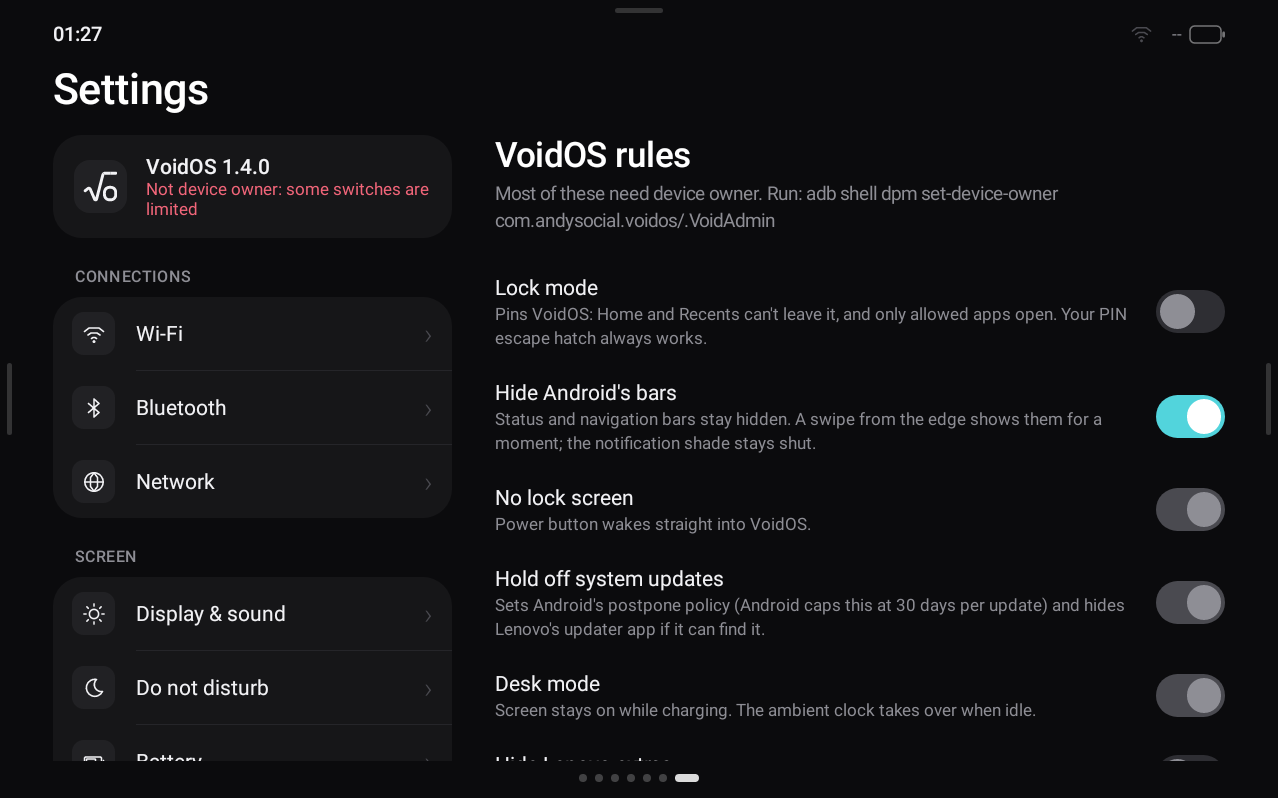 01:27
--
Settings
VoidOS 1.4.0
Not device owner: some switches are
limited
CONNECTIONS
Wi-Fi
Bluetooth
Network
SCREEN
Display & sound
Do not disturb
Battery
VoidOS rules
Most of these need device owner. Run: adb shell dpm set-device-owner
com.andysocial.voidos/.VoidAdmin
Lock mode
Pins VoidOS: Home and Recents can't leave it, and only allowed apps open. Your PIN
escape hatch always works.
Hide Android's bars
Status and navigation bars stay hidden. A swipe from the edge shows them for a
moment; the notification shade stays shut.
No lock screen
Power button wakes straight into VoidOS.
Hold off system updates
Sets Android's postpone policy (Android caps this at 30 days per update) and hides
Lenovo's updater app if it can find it.
Desk mode
Screen stays on while charging. The ambient clock takes over when idle.
Hide Lenovo extras